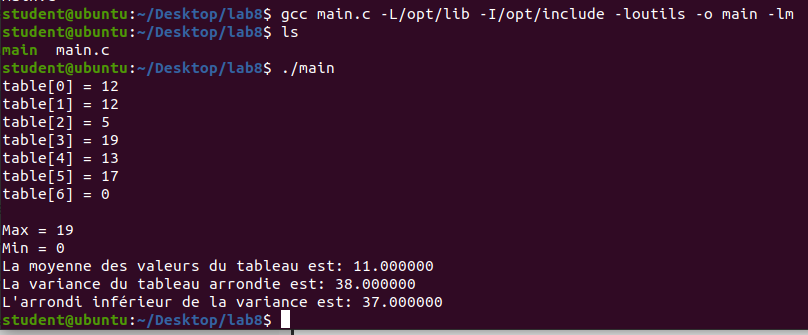 student@ubuntu:~/Desktop/lab8$ gcc main.c -L/opt/lib -I/opt/include -loutils -o main -lm
student@ubuntu:~/Desktop/lab8$ ls
main  main.c
student@ubuntu:~/Desktop/lab8$ ./main
table[0] = 12
table[1] = 12
table[2] = 5
table[3] = 19
table[4] = 13
table[5] = 17
table[6] = 0
Max = 19
Min = 0
La moyenne des valeurs du tableau est: 11.000000
La variance du tableau arrondie est: 38.000000
L'arrondi inférieur de la variance est: 37.000000
student@ubuntu:~/Desktop/lab8$